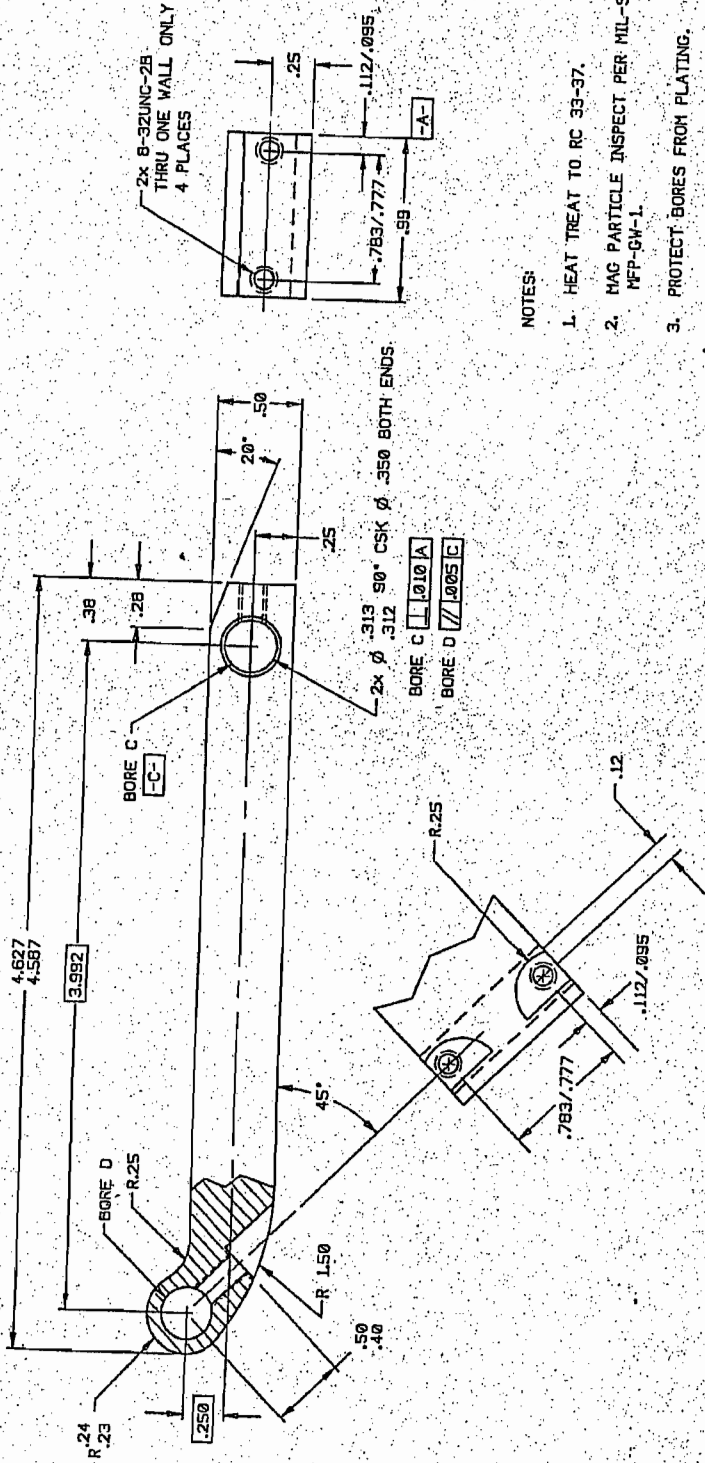 4.627
4.587
3.992
.38
.28
BORE C
-C-
20°
.50
.25
2x Ø .313 90° CSK Ø .350 BOTH ENDS
.312
BORE C ⊥ .010 A
BORE D // .005 C
BORE D
R.25
R.24
.23
.250
.50
.40
R 1.50
45°
R.25
.12
.112/.095
.783/.777
2x 8-32UNC-2B
THRU ONE WALL ONLY
4 PLACES
.25
.112/.095
.783/.777
.99
-A-
NOTES:
1. HEAT TREAT TO RC 33-37.
2. MAG PARTICLE INSPECT PER MIL-S
MFP-GW-1.
3. PROTECT BORES FROM PLATING.